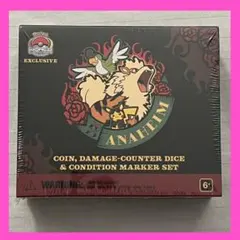 EXCLUSIVE
ANAHEIM
COIN, DAMAGE-COUNTER DICE
& CONDITION MARKER SET
WARNING:
6+